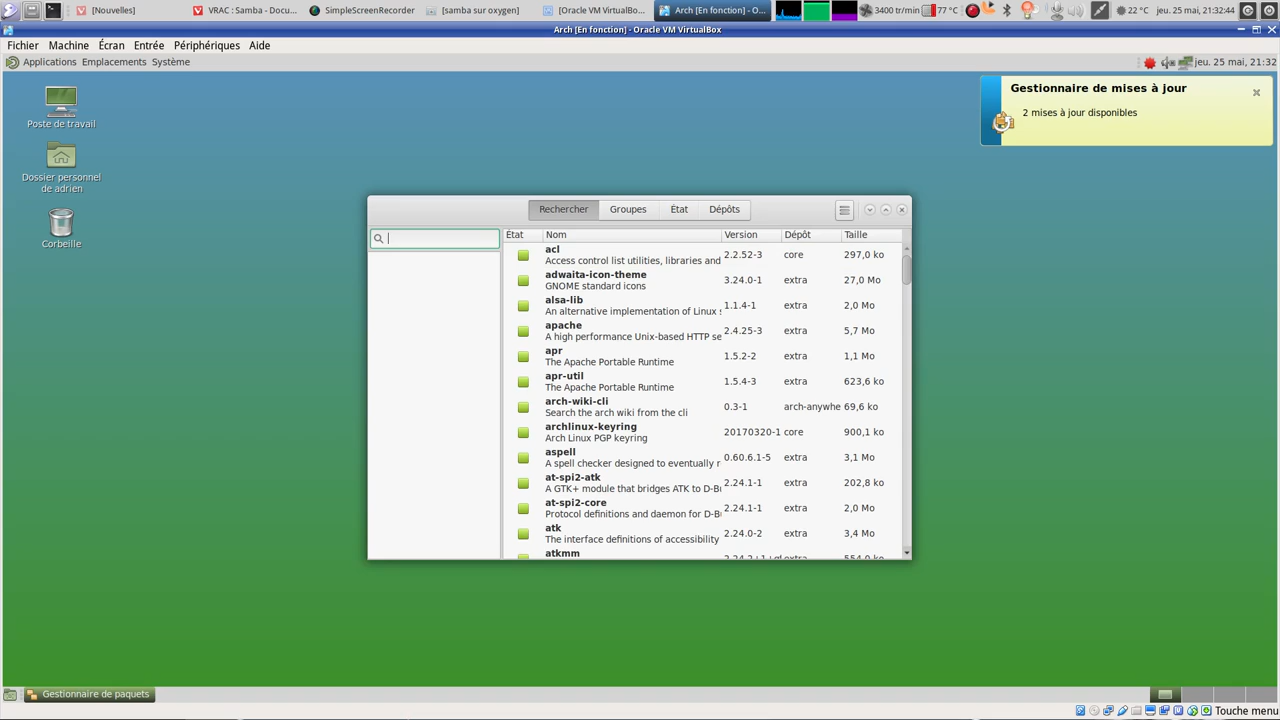 [Nouvelles]
VRAC : Samba - Docu...
SimpleScreenRecorder
[samba sur oxygen]
[Oracle VM VirtualBo...
Arch [En fonction] - O...
3400 tr/min
77 °C
22 °C
jeu. 25 mai, 21:32:44
Arch [En fonction] - Oracle VM VirtualBox
Fichier Machine Écran Entrée Périphériques Aide
Applications Emplacements Système
jeu. 25 mai, 21:32
Poste de travail
Dossier personnel
de adrien
Corbeille
Gestionnaire de mises à jour
2 mises à jour disponibles
Rechercher Groupes État Dépôts
État Nom Version Dépôt Taille
acl
Access control list utilities, libraries and
2.2.52-3 core 297,0 ko
adwaita-icon-theme
GNOME standard icons
3.24.0-1 extra 27,0 Mo
alsa-lib
An alternative implementation of Linux s
1.1.4-1 extra 2,0 Mo
apache
A high performance Unix-based HTTP se
2.4.25-3 extra 5,7 Mo
apr
The Apache Portable Runtime
1.5.2-2 extra 1,1 Mo
apr-util
The Apache Portable Runtime
1.5.4-3 extra 623,6 ko
arch-wiki-cli
Search the arch wiki from the cli
0.3-1 arch-anywhe 69,6 ko
archlinux-keyring
Arch Linux PGP keyring
20170320-1 core 900,1 ko
aspell
A spell checker designed to eventually r
0.60.6.1-5 extra 3,1 Mo
at-spi2-atk
A GTK+ module that bridges ATK to D-Bu
2.24.1-1 extra 202,8 ko
at-spi2-core
Protocol definitions and daemon for D-Bu
2.24.1-1 extra 2,0 Mo
atk
The interface definitions of accessibility
2.24.0-2 extra 3,4 Mo
atkmm
Gestionnaire de paquets
Touche menu